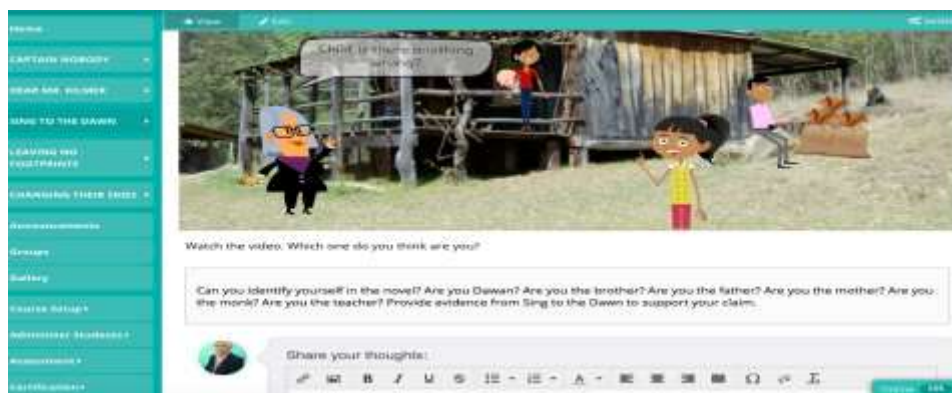 Home
View
Edit
CAPTAIN NOBODY
DEAR MR. KILMER
SING TO THE DAWN
LEAVING NO
FOOTPRINTS
CHANGING THEIR SKIES
Announcements
Groups
Gallery
Course Setup
Administer Students
Assessment
Certification
Child, is there anything
wrong?
Watch the video. Which one do you think are you?
Can you identify yourself in the novel? Are you Dawan? Are you the brother? Are you the father? Are you the mother? Are you
the monk? Are you the teacher? Provide evidence from Sing to the Dawn to support your claim.
Share your thoughts:
B I U S